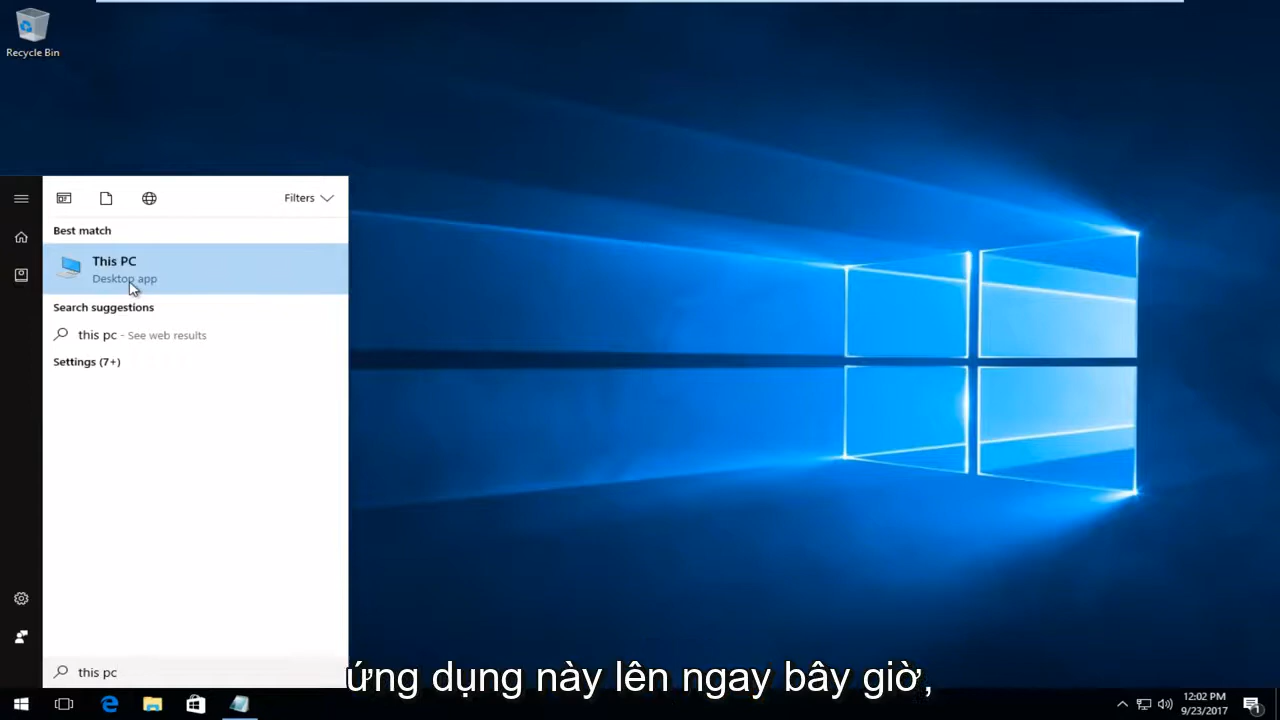 Recycle Bin
Filters
Best match
This PC
Desktop app
Search suggestions
this pc - See web results
Settings (7+)
this pc
ứng dụng này lên ngay bây giờ,
12:02 PM
9/23/2017
1